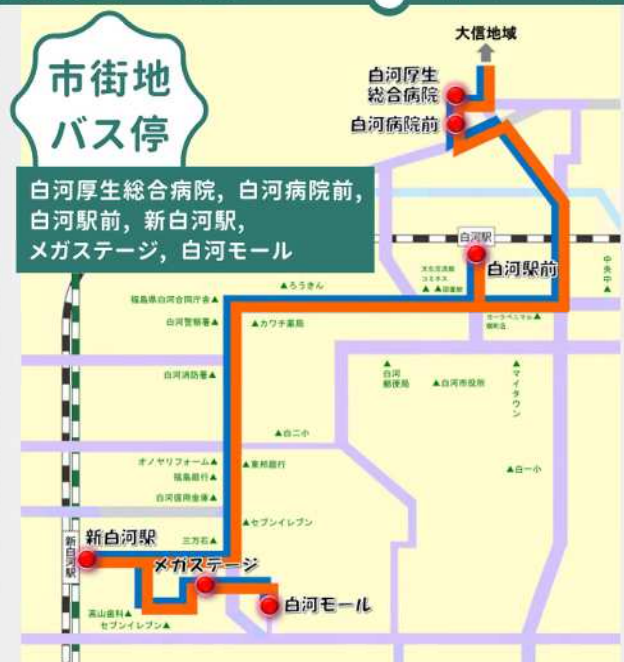 市街地
バス停
白河厚生総合病院, 白河病院前,
白河駅前, 新白河駅,
メガステージ, 白河モール
大信地域
白河厚生
総合病院
白河病院前
白河駅
白河駅前
中央中▲
▲ろうきん
福島県白河合同庁舎▲
白河警察署▲
▲カワチ薬局
白河消防署▲
▲
白河
郵便局
▲白河市役所
▲
マイタウン
▲白二小
オノヤリフォーム▲
▲東邦銀行
福島銀行▲
白河信用金庫▲
▲白一小
▲セブンイレブン
三万石▲
新白河駅
新白河駅
メガステージ
白河モール
高山歯科▲
セブンイレブン▲